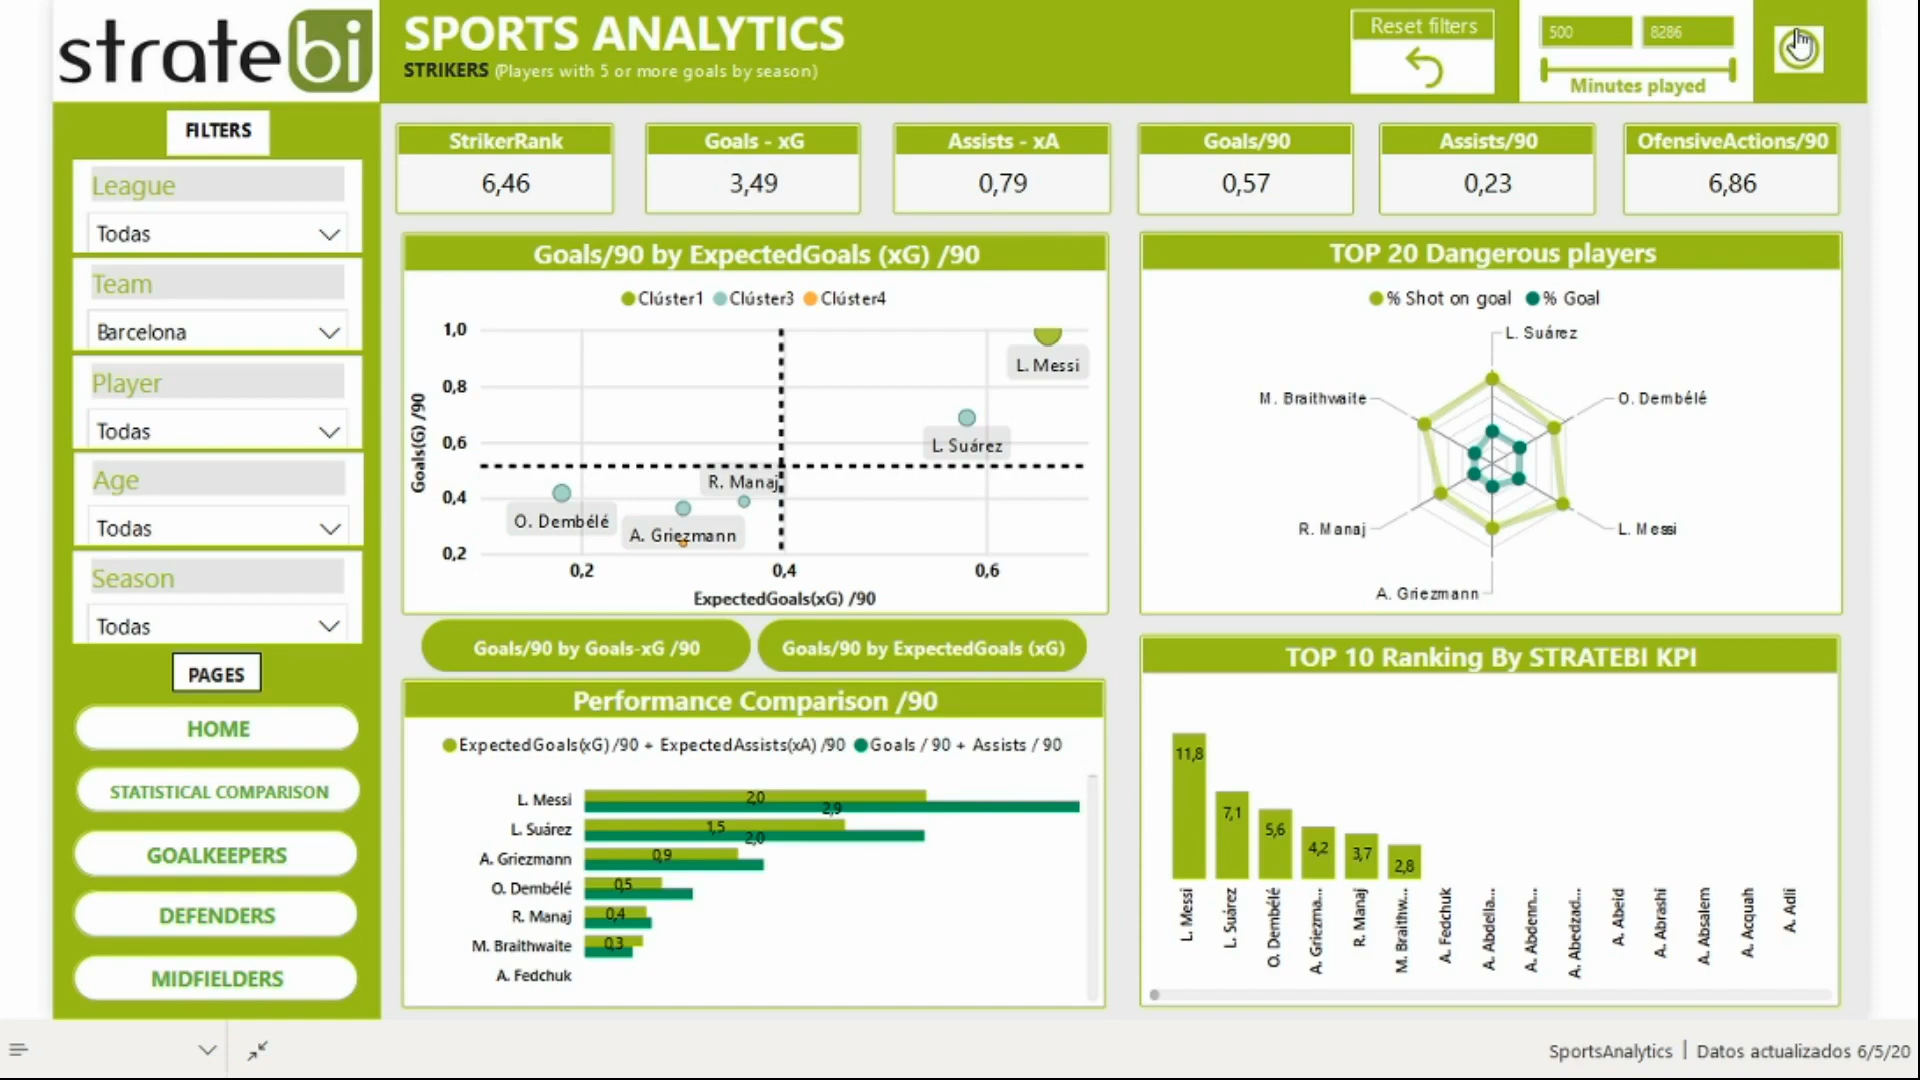 stratebi
SPORTS ANALYTICS
STRIKERS (Players with 5 or more goals by season)
Reset filters
500
8286
Minutes played
FILTERS
League
Todas
Team
Barcelona
Player
Todas
Age
Todas
Season
Todas
PAGES
HOME
STATISTICAL COMPARISON
GOALKEEPERS
DEFENDERS
MIDFIELDERS
StrikerRank
6,46
Goals - xG
3,49
Assists - xA
0,79
Goals/90
0,57
Assists/90
0,23
OfensiveActions/90
6,86
Goals/90 by ExpectedGoals (xG) /90
Clúster1 Clúster3 Clúster4
Goals(G) /90
1,0
0,8
0,6
0,4
0,2
L. Messi
L. Suárez
R. Manaj
O. Dembélé
A. Griezmann
0,2 0,4 0,6
ExpectedGoals(xG) /90
Goals/90 by Goals-xG /90
Goals/90 by ExpectedGoals (xG)
TOP 20 Dangerous players
% Shot on goal % Goal
L. Suárez
M. Braithwaite
O. Dembélé
R. Manaj
L. Messi
A. Griezmann
Performance Comparison /90
ExpectedGoals(xG) /90 + ExpectedAssists(xA) /90 Goals / 90 + Assists / 90
L. Messi 2,0 2,9
L. Suárez 1,5 2,0
A. Griezmann 0,9
O. Dembélé 0,5
R. Manaj 0,4
M. Braithwaite 0,3
A. Fedchuk
TOP 10 Ranking By STRATEBI KPI
11,8
7,1
5,6
4,2
3,7
2,8
L. Messi
L. Suárez
O. Dembélé
A. Griezma...
R. Manaj
M. Braithw...
A. Fedchuk
A. Abdella...
A. Abdenn...
A. Abedzad...
A. Abeid
A. Abrashi
A. Absalem
A. Acquah
A. Adli
SportsAnalytics | Datos actualizados 6/5/20